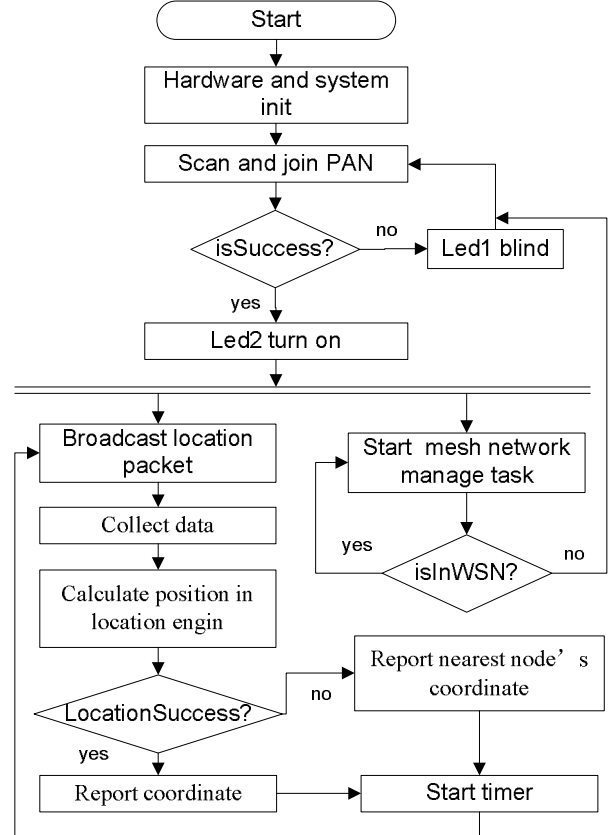 Start
Hardware and system
init
Scan and join PAN
isSuccess?
no
Led1 blind
yes
Led2 turn on
Broadcast location
packet
Collect data
Calculate position in
location engin
LocationSuccess?
no
yes
Report coordinate
Start mesh network
manage task
yes
isInWSN?
no
Report nearest node’s
coordinate
Start timer